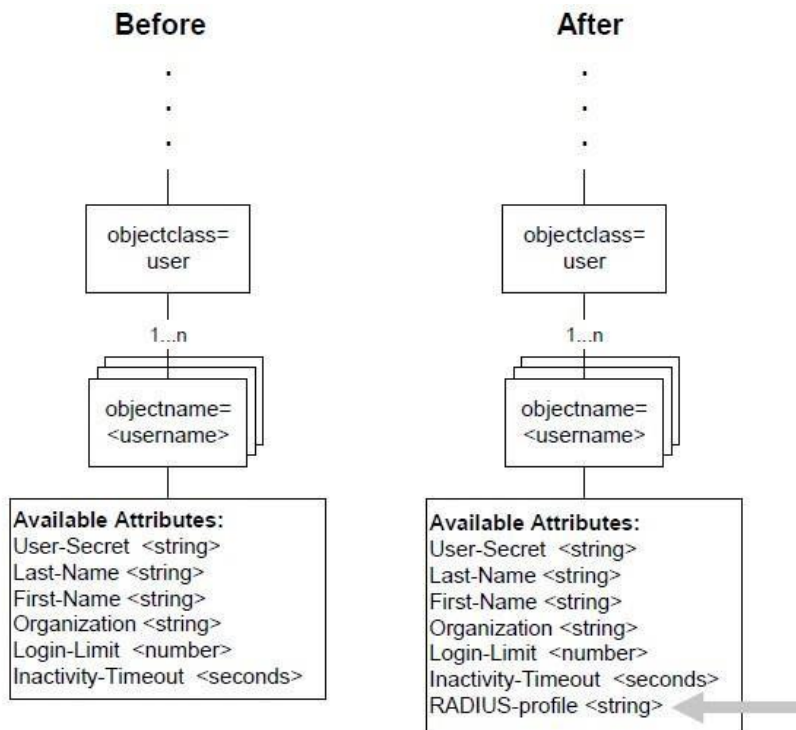 Before
.
.
.
objectclass=
user
1...n
objectname=
<username>
Available Attributes:
User-Secret <string>
Last-Name <string>
First-Name <string>
Organization <string>
Login-Limit <number>
Inactivity-Timeout <seconds>
After
.
.
.
objectclass=
user
1...n
objectname=
<username>
Available Attributes:
User-Secret <string>
Last-Name <string>
First-Name <string>
Organization <string>
Login-Limit <number>
Inactivity-Timeout <seconds>
RADIUS-profile <string>